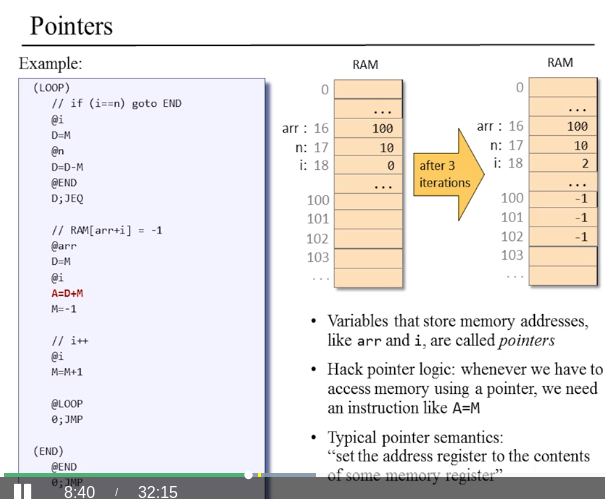 Pointers
Example:
(LOOP)
// if (i==n) goto END
@i
D=M
@n
D=D-M
@END
D;JEQ
// RAM[arr+i] = -1
@arr
D=M
@i
A=D+M
M=-1
// i++
@i
M=M+1
@LOOP
0;JMP
(END)
@END
0;JMP
RAM
0
...
arr : 16 100
n: 17 10
i: 18 0
...
100
101
102
103
...
after 3
iterations
RAM
0
...
arr : 16 100
n: 17 10
i: 18 2
...
100 -1
101 -1
102 -1
103
...
• Variables that store memory addresses,
like arr and i, are called pointers
• Hack pointer logic: whenever we have to
access memory using a pointer, we need
an instruction like A=M
• Typical pointer semantics:
“set the address register to the contents
of some memory register”
8:40 / 32:15